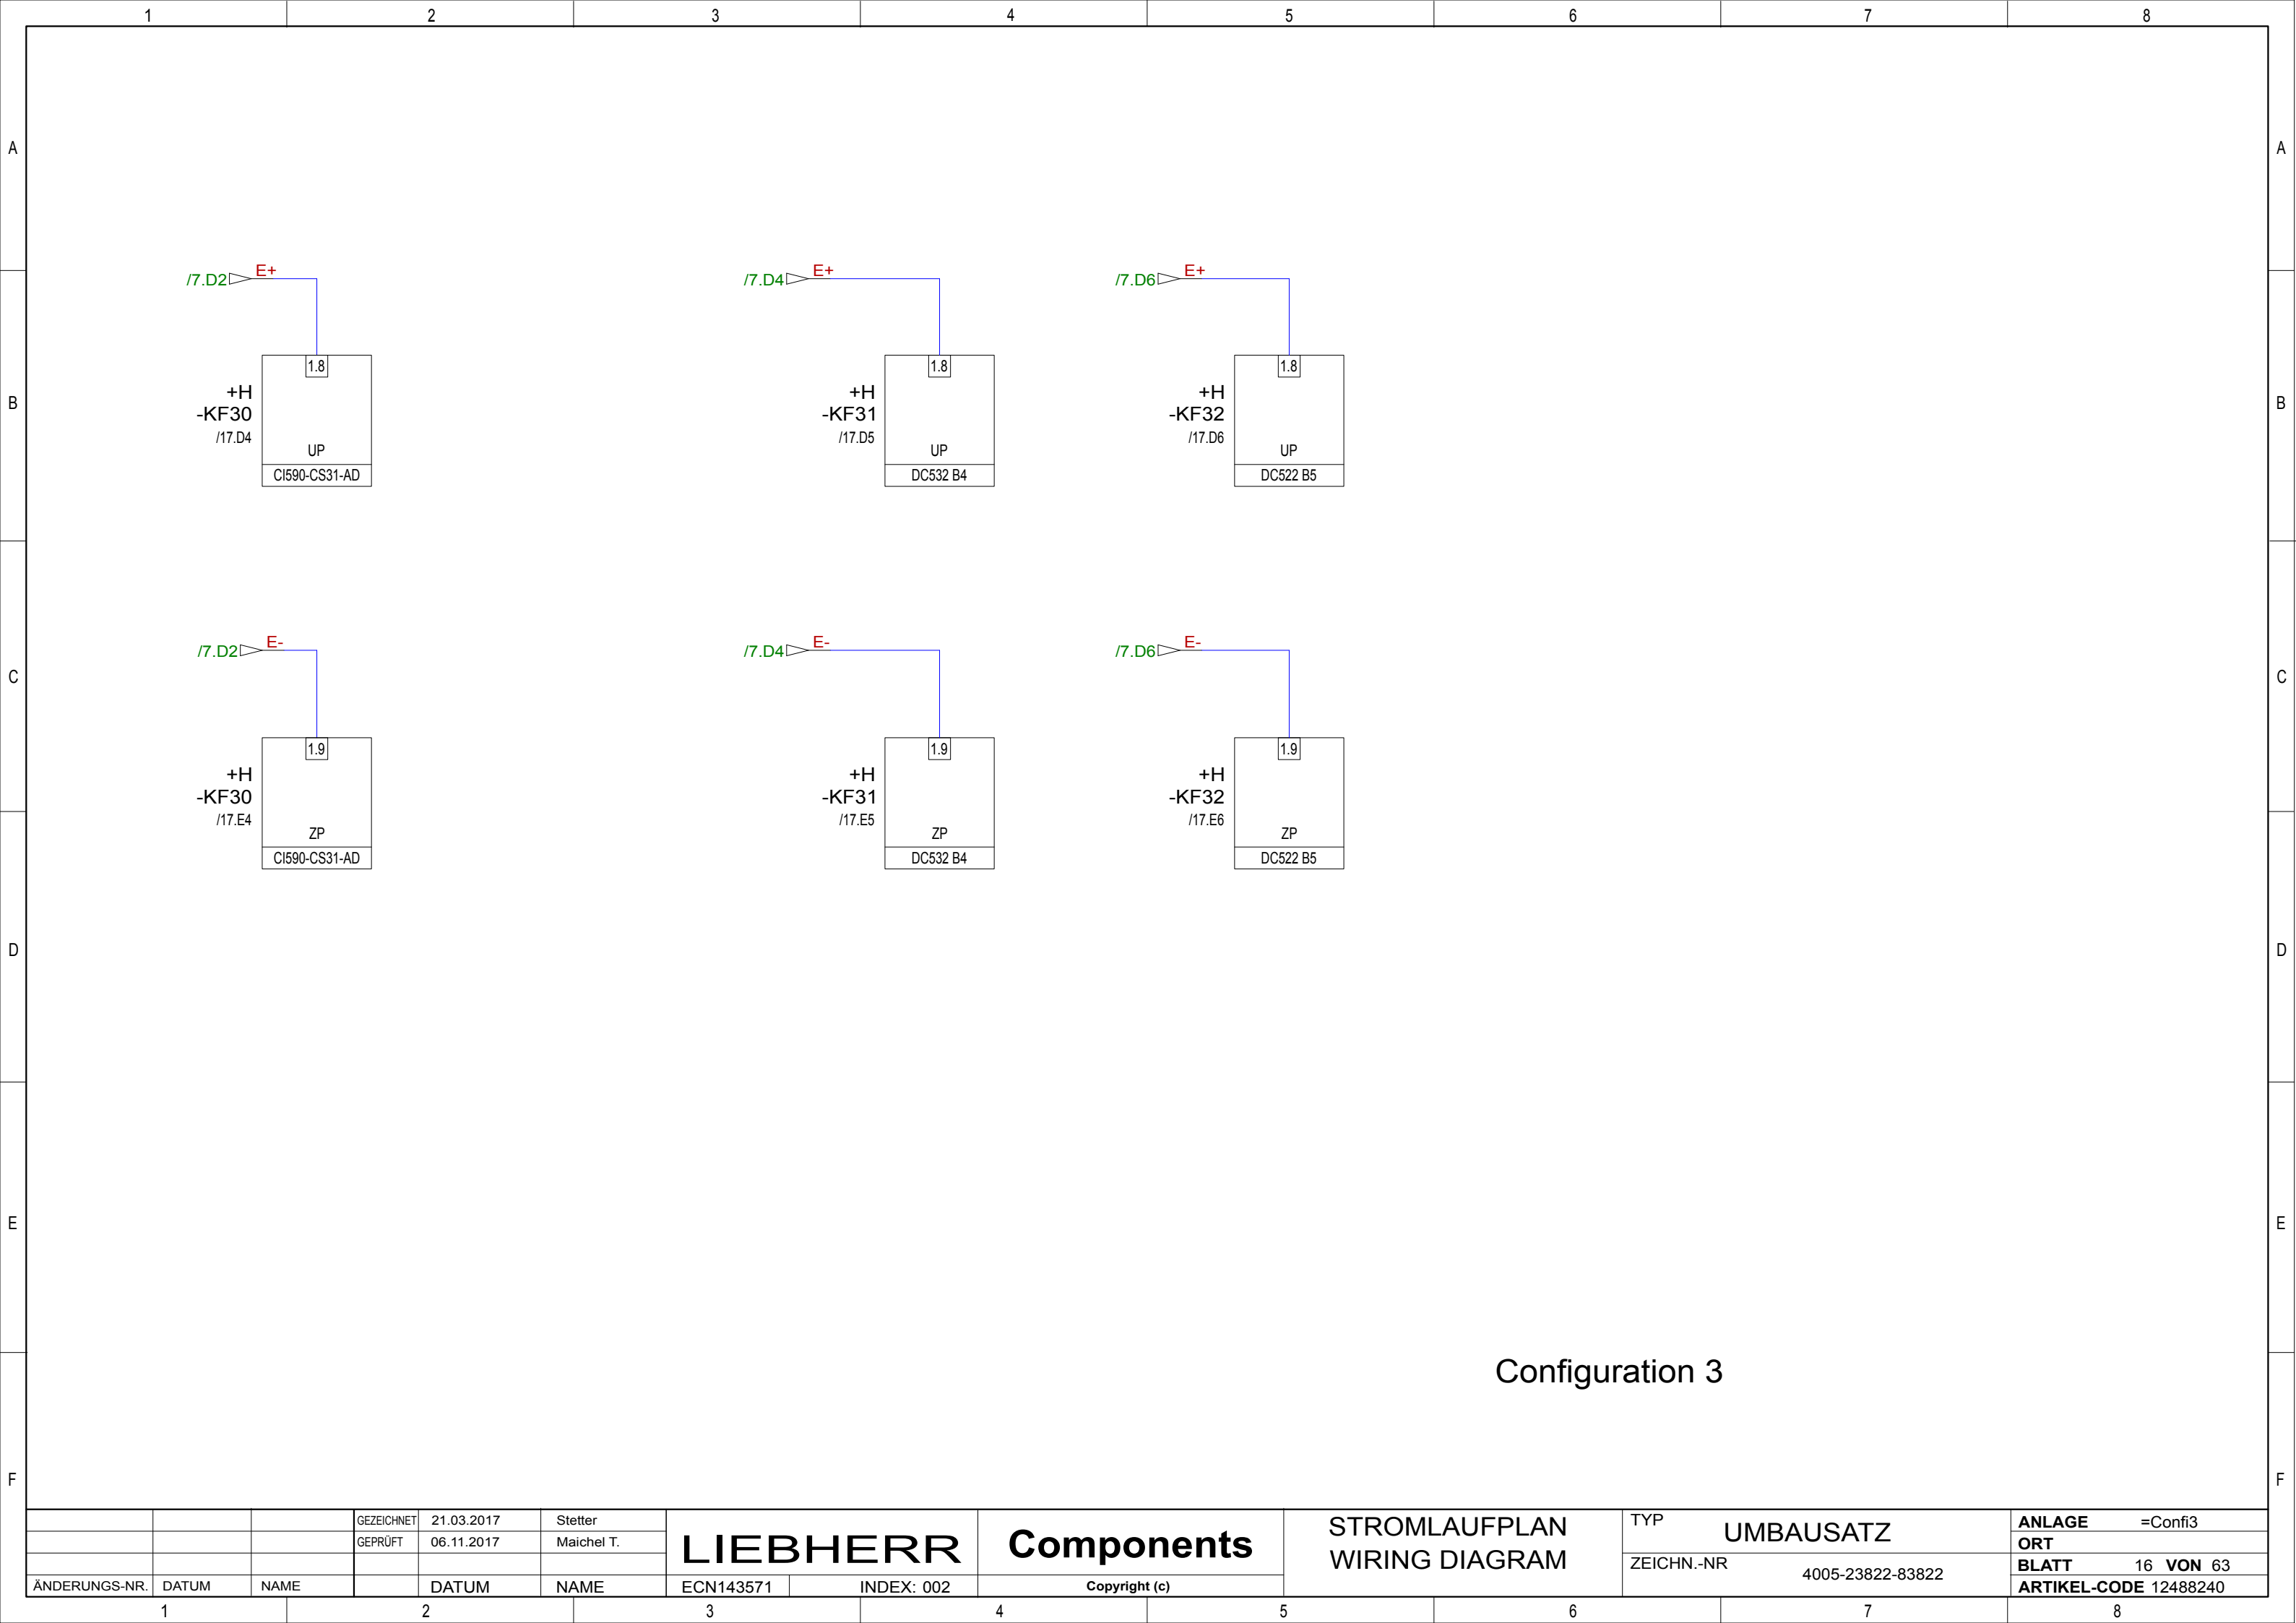 1 2 3 4 5 6 7 8
A A
/7.D2 E+ /7.D4 E+ /7.D6 E+
1.8 1.8 1.8
+H +H +H
B -KF30 -KF31 -KF32 B
/17.D4 /17.D5 /17.D6
UP UP UP
CI590-CS31-AD DC532 B4 DC522 B5
/7.D2 E- /7.D4 E- /7.D6 E-
C C
1.9 1.9 1.9
+H +H +H
-KF30 -KF31 -KF32
/17.E4 /17.E5 /17.E6
ZP ZP ZP
CI590-CS31-AD DC532 B4 DC522 B5
D D
E E
Configuration 3
F F
GEZEICHNET 21.03.2017 Stetter
GEPRÜFT 06.11.2017 Maichel T.
ÄNDERUNGS-NR. DATUM NAME DATUM NAME
LIEBHERR
ECN143571 INDEX: 002
Components
Copyright (c)
STROMLAUFPLAN
WIRING DIAGRAM
TYP UMBAUSATZ
ZEICHN.-NR 4005-23822-83822
ANLAGE =Confi3
ORT
BLATT 16 VON 63
ARTIKEL-CODE 12488240
1 2 3 4 5 6 7 8